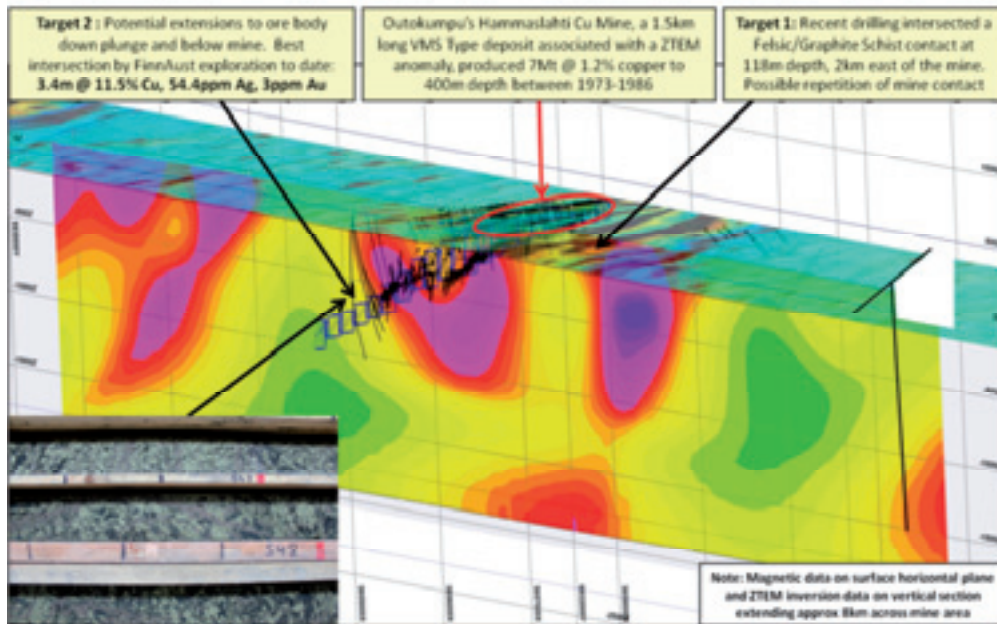 Target 2 : Potential extensions to ore body
down plunge and below mine. Best
intersection by FinnAust exploration to date:
3.4m @ 11.5% Cu, 54.4ppm Ag, 3ppm Au
Outokumpu's Hammaslahti Cu Mine, a 1.5km
long VMS Type deposit associated with a ZTEM
anomaly, produced 7Mt @ 1.2% copper to
400m depth between 1973-1986
Target 1 : Recent drilling intersected a
Felsic/Graphite Schist contact at
118m depth, 2km east of the mine.
Possible repetition of mine contact
548
Note: Magnetic data on surface horizontal plane
and ZTEM inversion data on vertical section
extending approx 8km across mine area